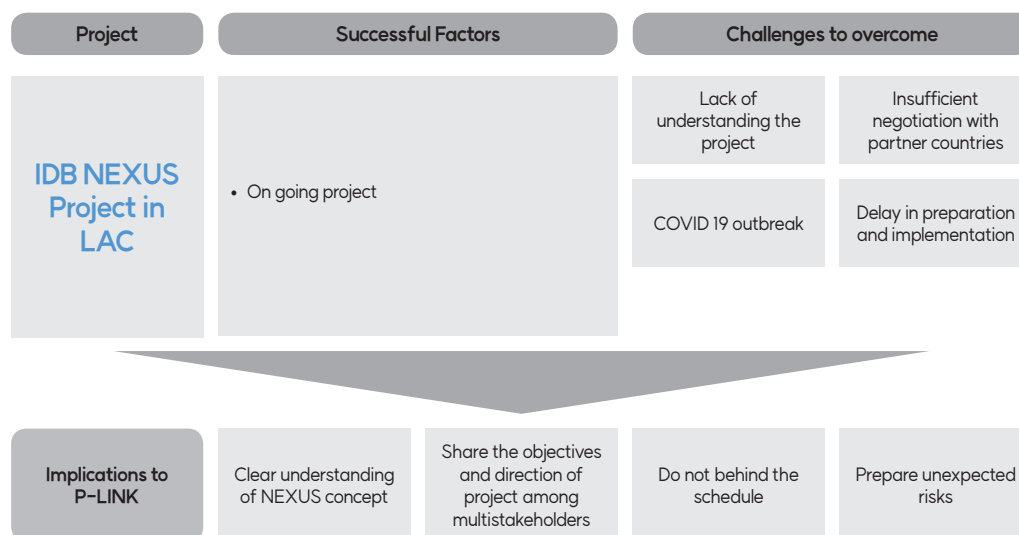 Project
Successful Factors
Challenges to overcome
IDB NEXUS
Project in
LAC
• On going project
Lack of
understanding the
project
Insufficient
negotiation with
partner countries
COVID 19 outbreak
Delay in preparation
and implementation
Implications to
P-LINK
Clear understanding
of NEXUS concept
Share the objectives
and direction of
project among
multistakeholders
Do not behind the
schedule
Prepare unexpected
risks